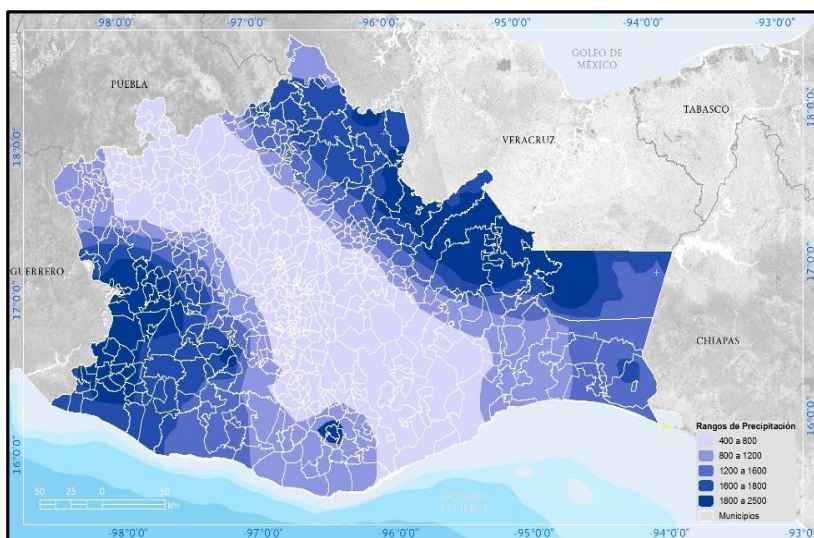 -98°0'0"
-97°0'0"
-96°0'0"
-95°0'0"
-94°0'0"
-93°0'0"
GOLFO DE
MÉXICO
PUEBLA
TABASCO
18°0'0"
VERACRUZ
18°0'0"
GUERRERO
17°0'0"
17°0'0"
CHIAPAS
16°0'0"
16°0'0"
Rangos de Precipitación
400 a 800
800 a 1200
1200 a 1600
1600 a 1800
1800 a 2500
Municipios
50 25 0 50
km
OCÉANO
PACÍFICO
-98°0'0"
-97°0'0"
-96°0'0"
-95°0'0"
-94°0'0"
-93°0'0"